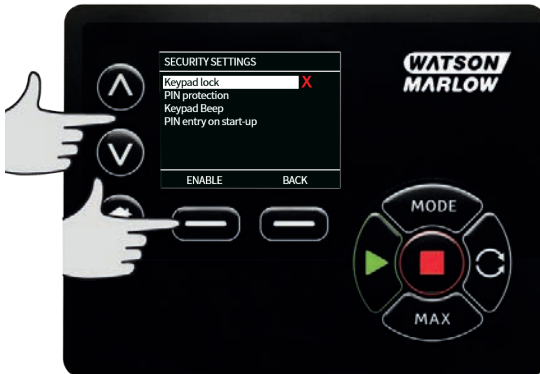 SECURITY SETTINGS
Keypad lock X
PIN protection
Keypad Beep
PIN entry on start-up
ENABLE BACK
WATSON
MARLOW
MODE
MAX